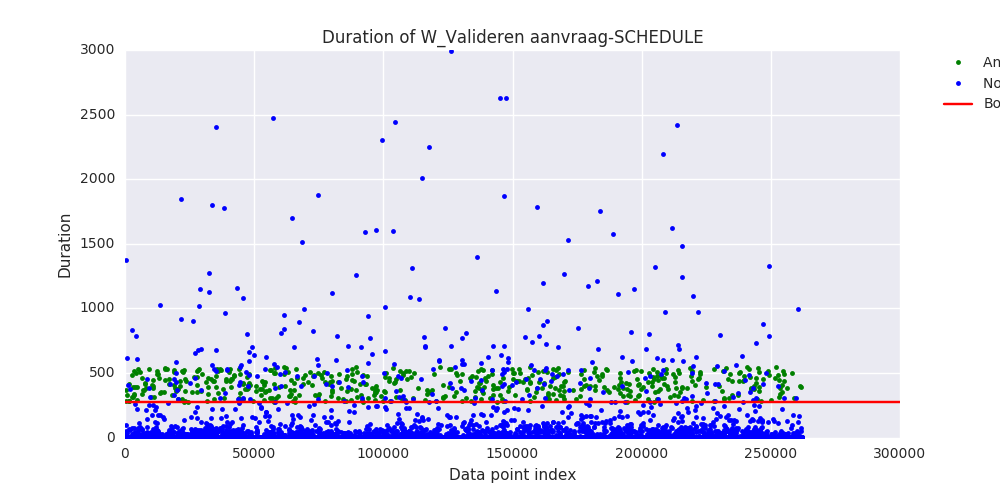 Duration of W_Valideren aanvraag-SCHEDULE
3000
2500
2000
1500
1000
500
0
Duration
0
50000
100000
150000
200000
250000
300000
Data point index
An
No
Bo